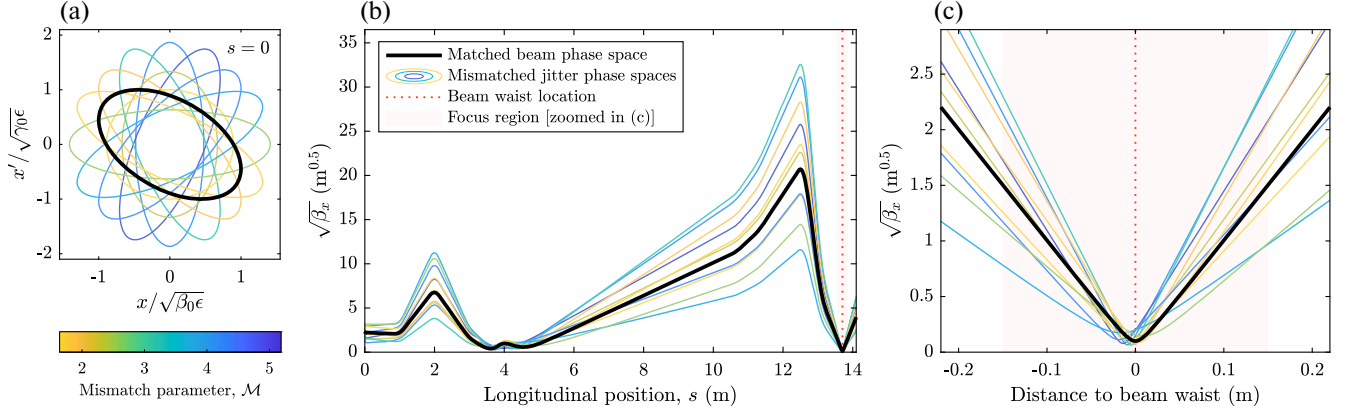 (a)
s = 0
2
1
0
-1
-2
x′/√γ₀ϵ
-1
0
1
x/√β₀ϵ
2
3
4
5
Mismatch parameter, ℳ
(b)
35
30
25
20
15
10
5
0
√βₓ (m⁰·⁵)
Matched beam phase space
Mismatched jitter phase spaces
Beam waist location
Focus region [zoomed in (c)]
0
2
4
6
8
10
12
14
Longitudinal position, s (m)
(c)
2.5
2
1.5
1
0.5
0
√βₓ (m⁰·⁵)
-0.2
-0.1
0
0.1
0.2
Distance to beam waist (m)